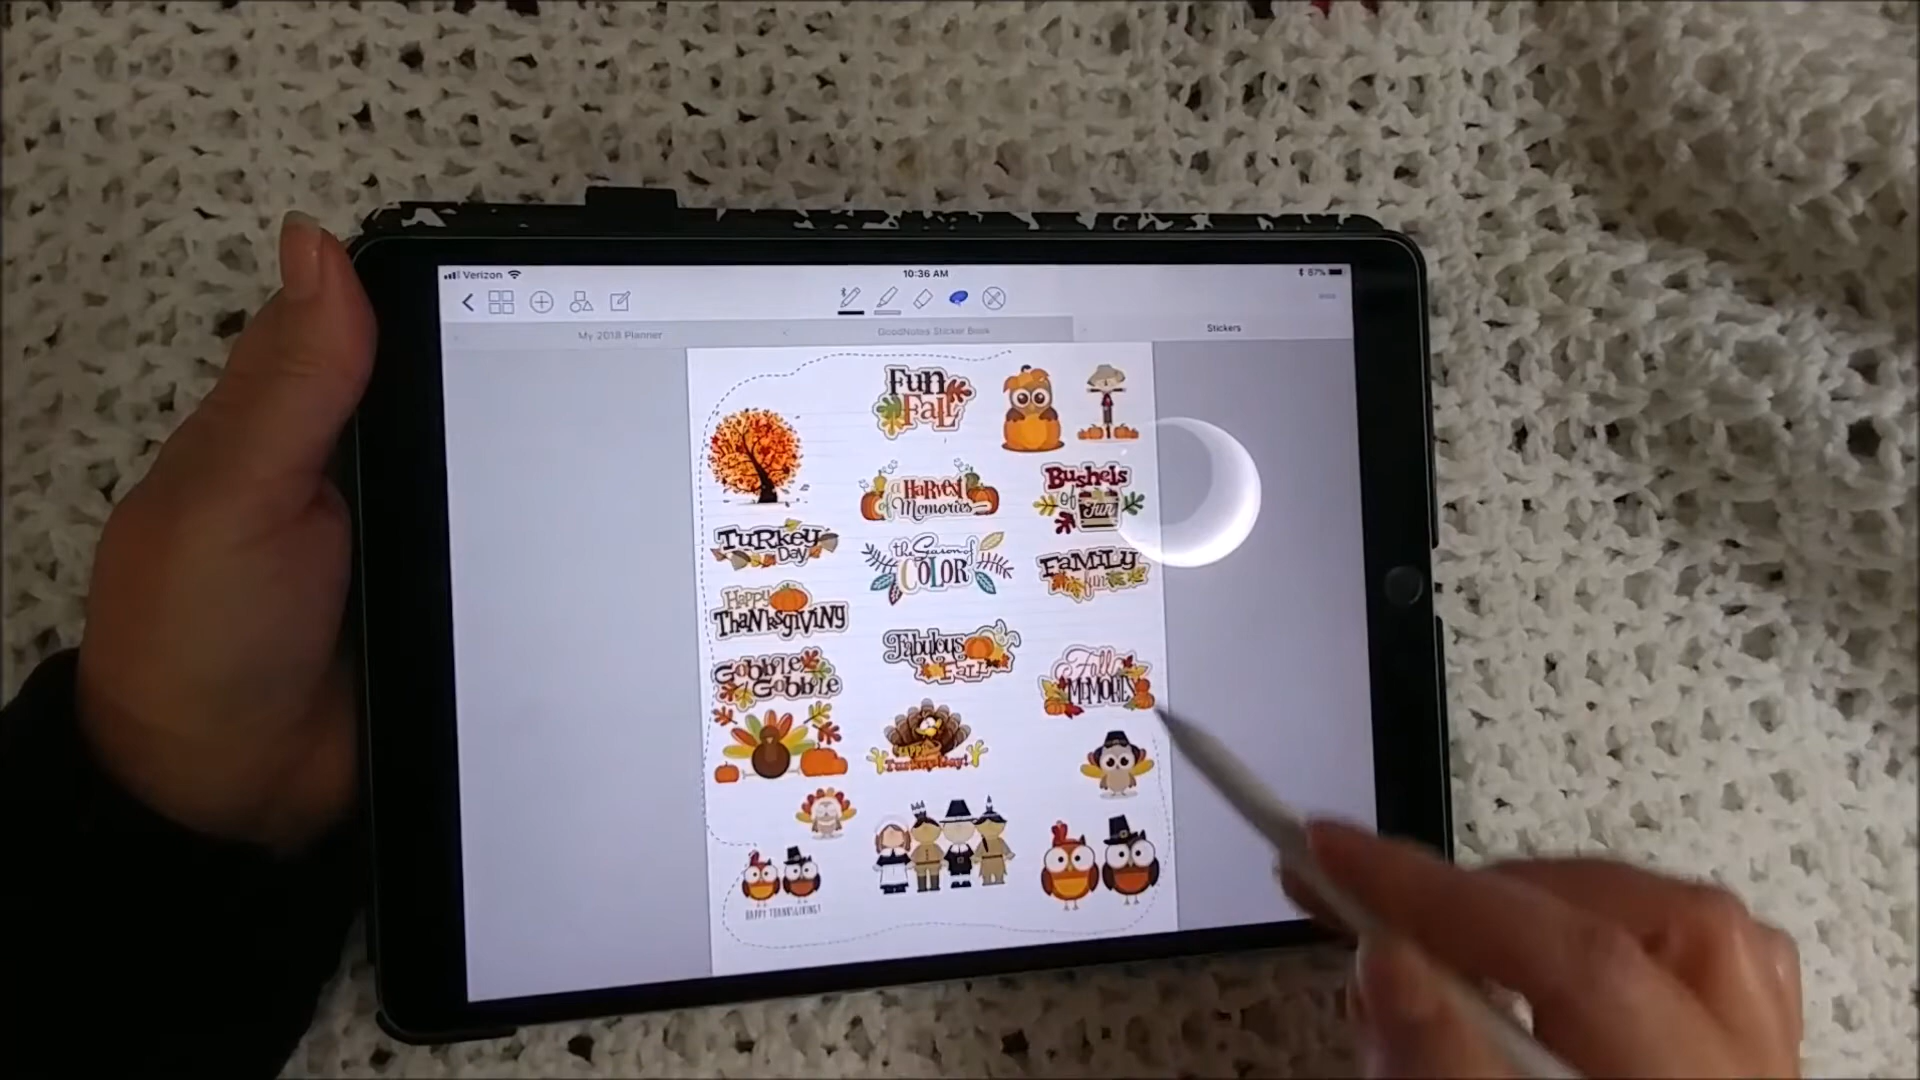 Verizon
10:36 AM
67%
My 2018 Planner
GoodNotes Sticker Book
Stickers
Fun
Fall
a Harvest
of Memories
Bushels
of
Fun
Turkey
Day
the Season of
COLOR
FAMILY
fun
Happy
THANKSGIVING
Fabulous
FALL
Fall
MEMORIES
Gobble
Gobble
HAPPY
Turkey Day!
HAPPY THANKSGIVING!